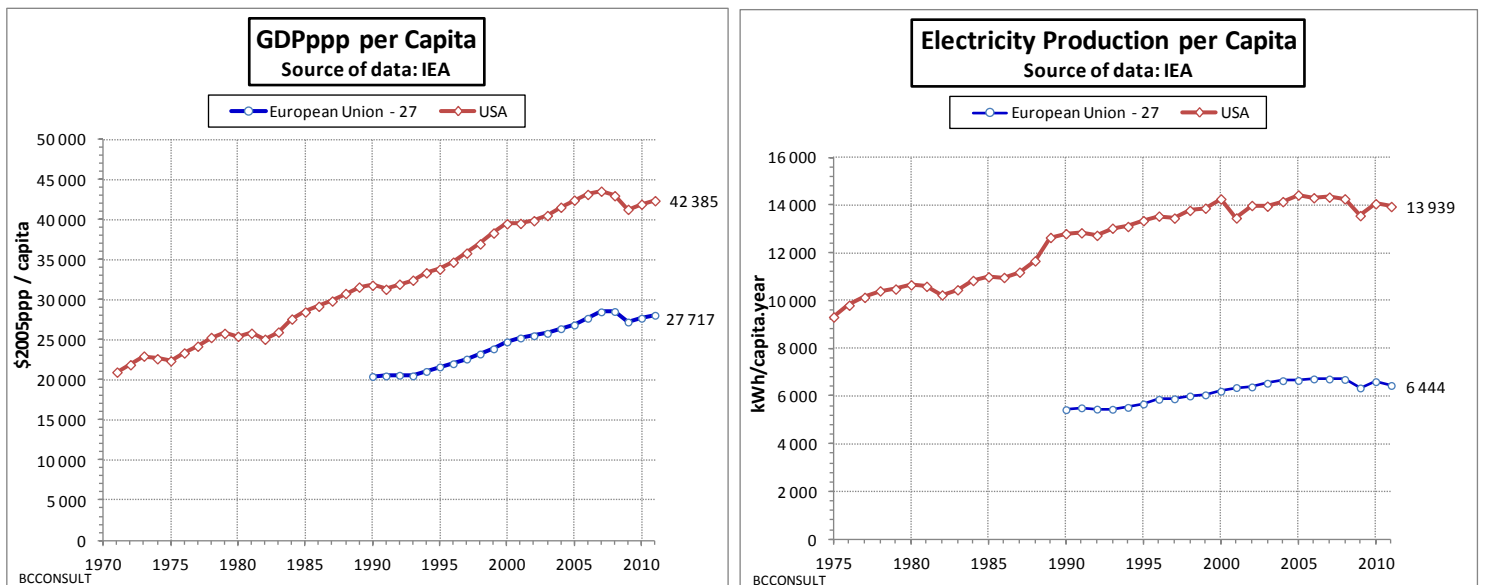 GDPppp per Capita
Source of data: IEA
European Union - 27
USA
$2005ppp / capita
50 000
45 000
40 000
35 000
30 000
25 000
20 000
15 000
10 000
5 000
0
42 385
27 717
1970 1975 1980 1985 1990 1995 2000 2005 2010
BCCONSULT
Electricity Production per Capita
Source of data: IEA
European Union - 27
USA
kWh/capita.year
16 000
14 000
12 000
10 000
8 000
6 000
4 000
2 000
0
13 939
6 444
1975 1980 1985 1990 1995 2000 2005 2010
BCCONSULT